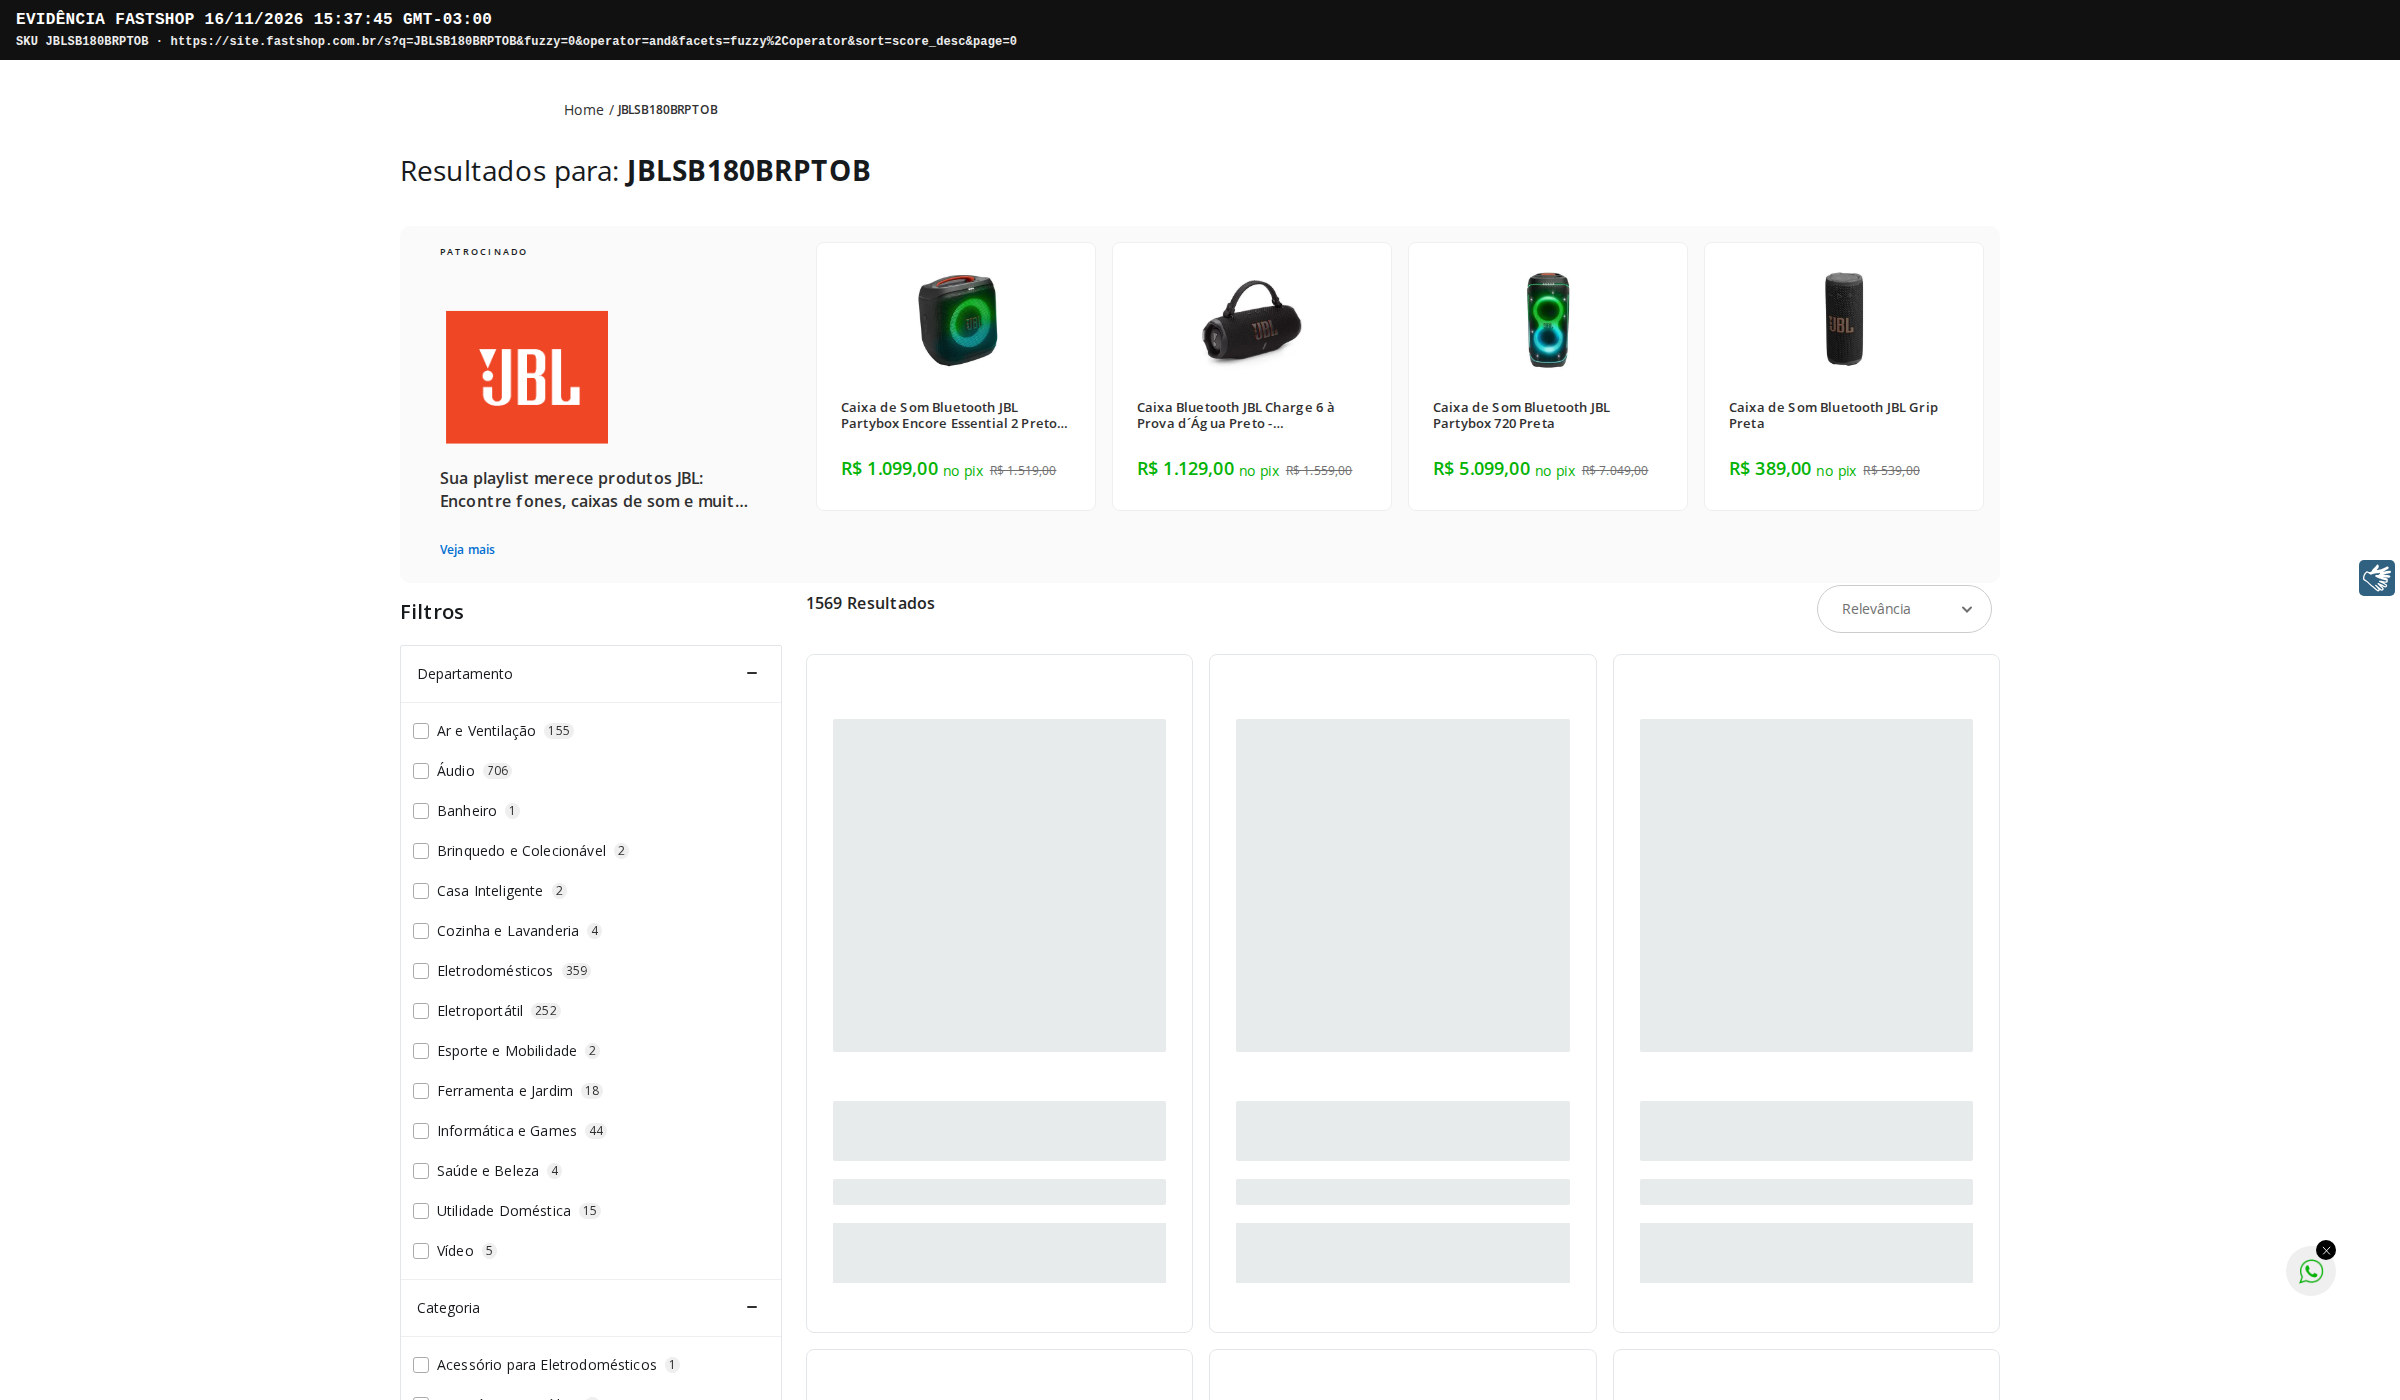 EVIDÊNCIA FASTSHOP 16/11/2026 15:37:45 GMT-03:00
SKU JBLSB180BRPTOB · https://site.fastshop.com.br/s?q=JBLSB180BRPTOB&fuzzy=0&operator=and&facets=fuzzy%2Coperator&sort=score_desc&page=0
Home / JBLSB180BRPTOB
Resultados para: JBLSB180BRPTOB
PATROCINADO
JBL
Sua playlist merece produtos JBL:
Encontre fones, caixas de som e muit...
Veja mais
JBL
Caixa de Som Bluetooth JBL
Partybox Encore Essential 2 Preto...
R$ 1.099,00 no pix R$ 1.519,00
JBL
Caixa Bluetooth JBL Charge 6 à
Prova d´Água Preto -...
R$ 1.129,00 no pix R$ 1.559,00
Caixa de Som Bluetooth JBL
Partybox 720 Preta
R$ 5.099,00 no pix R$ 7.049,00
JBL
Caixa de Som Bluetooth JBL Grip
Preta
R$ 389,00 no pix R$ 539,00
Filtros
1569 Resultados
Relevância
Departamento
Ar e Ventilação 155
Áudio 706
Banheiro 1
Brinquedo e Colecionável 2
Casa Inteligente 2
Cozinha e Lavanderia 4
Eletrodomésticos 359
Eletroportátil 252
Esporte e Mobilidade 2
Ferramenta e Jardim 18
Informática e Games 44
Saúde e Beleza 4
Utilidade Doméstica 15
Vídeo 5
Categoria
Acessório para Eletrodomésticos 1